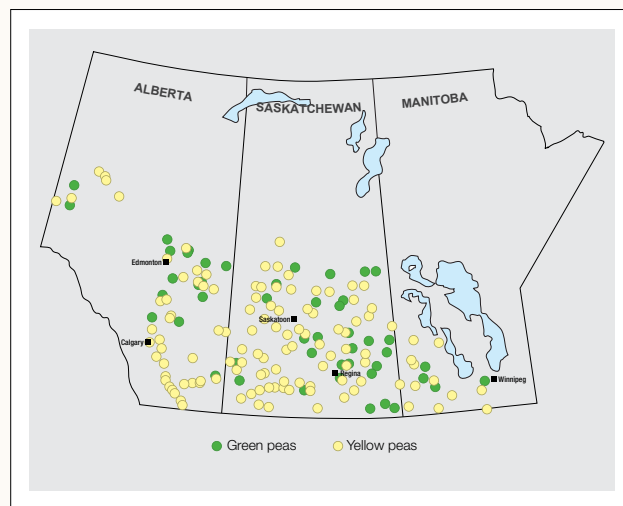 ALBERTA
SASKATCHEWAN
MANITOBA
Edmonton
Saskatoon
Calgary
Regina
Winnipeg
Green peas
Yellow peas